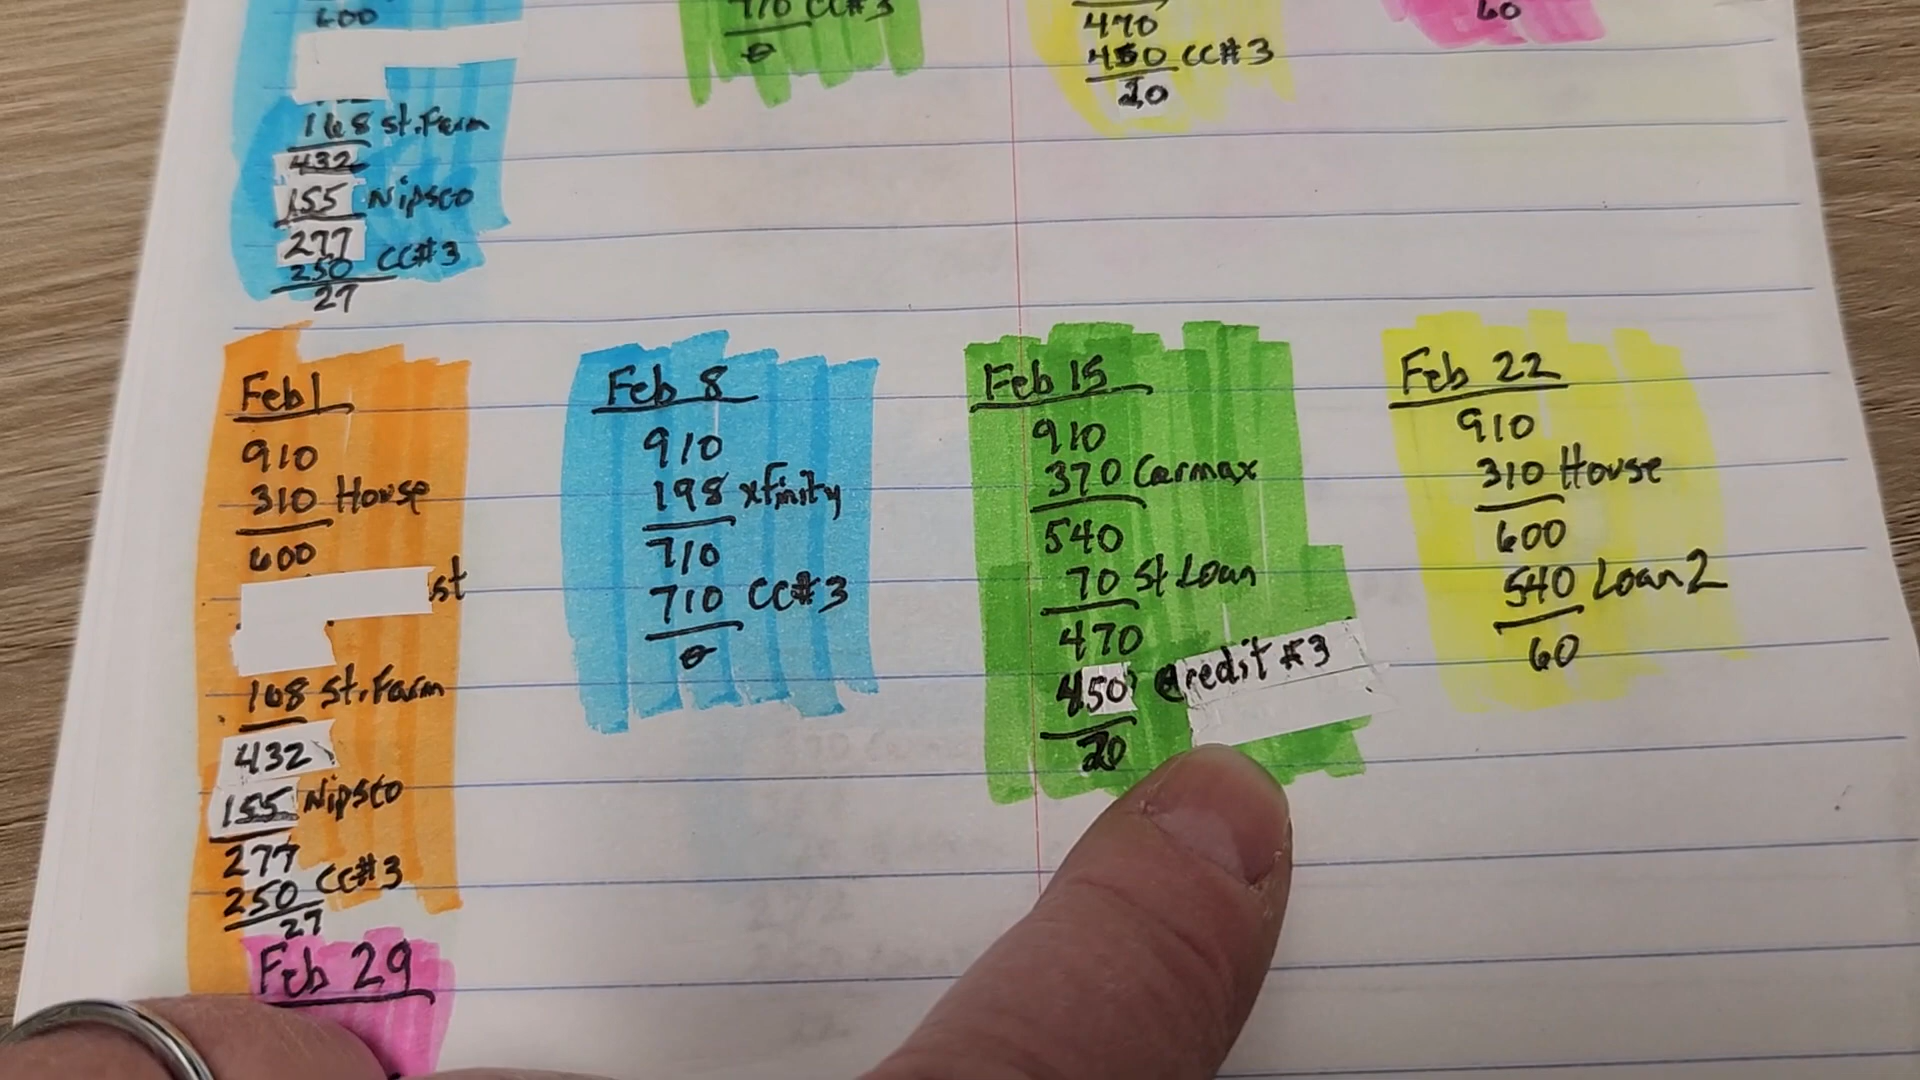 600
168 St. Farm
432
155 Nipsco
277
250 CC#3
27
710 CC#3
0
470
450 CC#3
20
60
Feb 1
910
310 House
600
st
168 St. Farm
432
155 Nipsco
277
250 CC#3
27
Feb 8
910
198 xfinity
710
710 CC#3
0
Feb 15
910
370 Carmax
540
70 St Loan
470
450 Credit #3
20
Feb 22
910
310 House
600
540 Loan 2
60
Feb 29